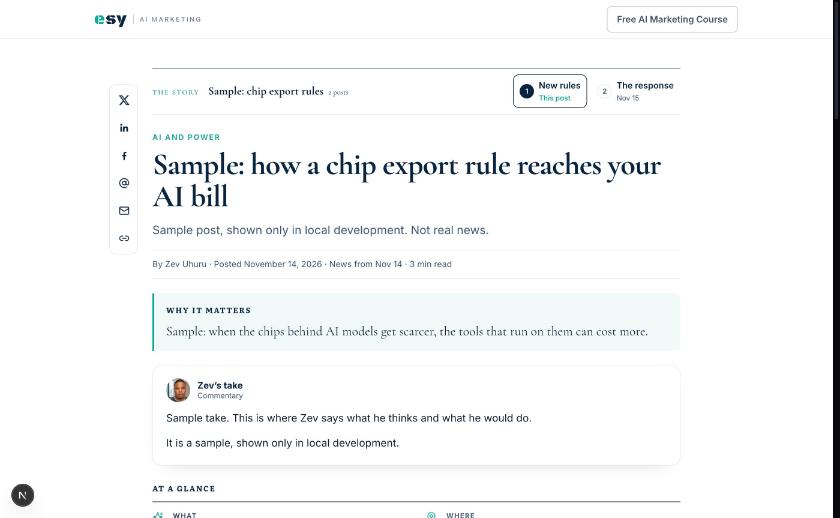 esy AI MARKETING
Free AI Marketing Course
THE STORY Sample: chip export rules 2 posts
1 New rules
This post
2 The response
Nov 15
AI AND POWER
Sample: how a chip export rule reaches your
AI bill
Sample post, shown only in local development. Not real news.
By Zev Uhuru · Posted November 14, 2026 · News from Nov 14 · 3 min read
WHY IT MATTERS
Sample: when the chips behind AI models get scarcer, the tools that run on them can cost more.
Zev's take
Commentary
Sample take. This is where Zev says what he thinks and what he would do.
It is a sample, shown only in local development.
AT A GLANCE
WHAT
WHERE